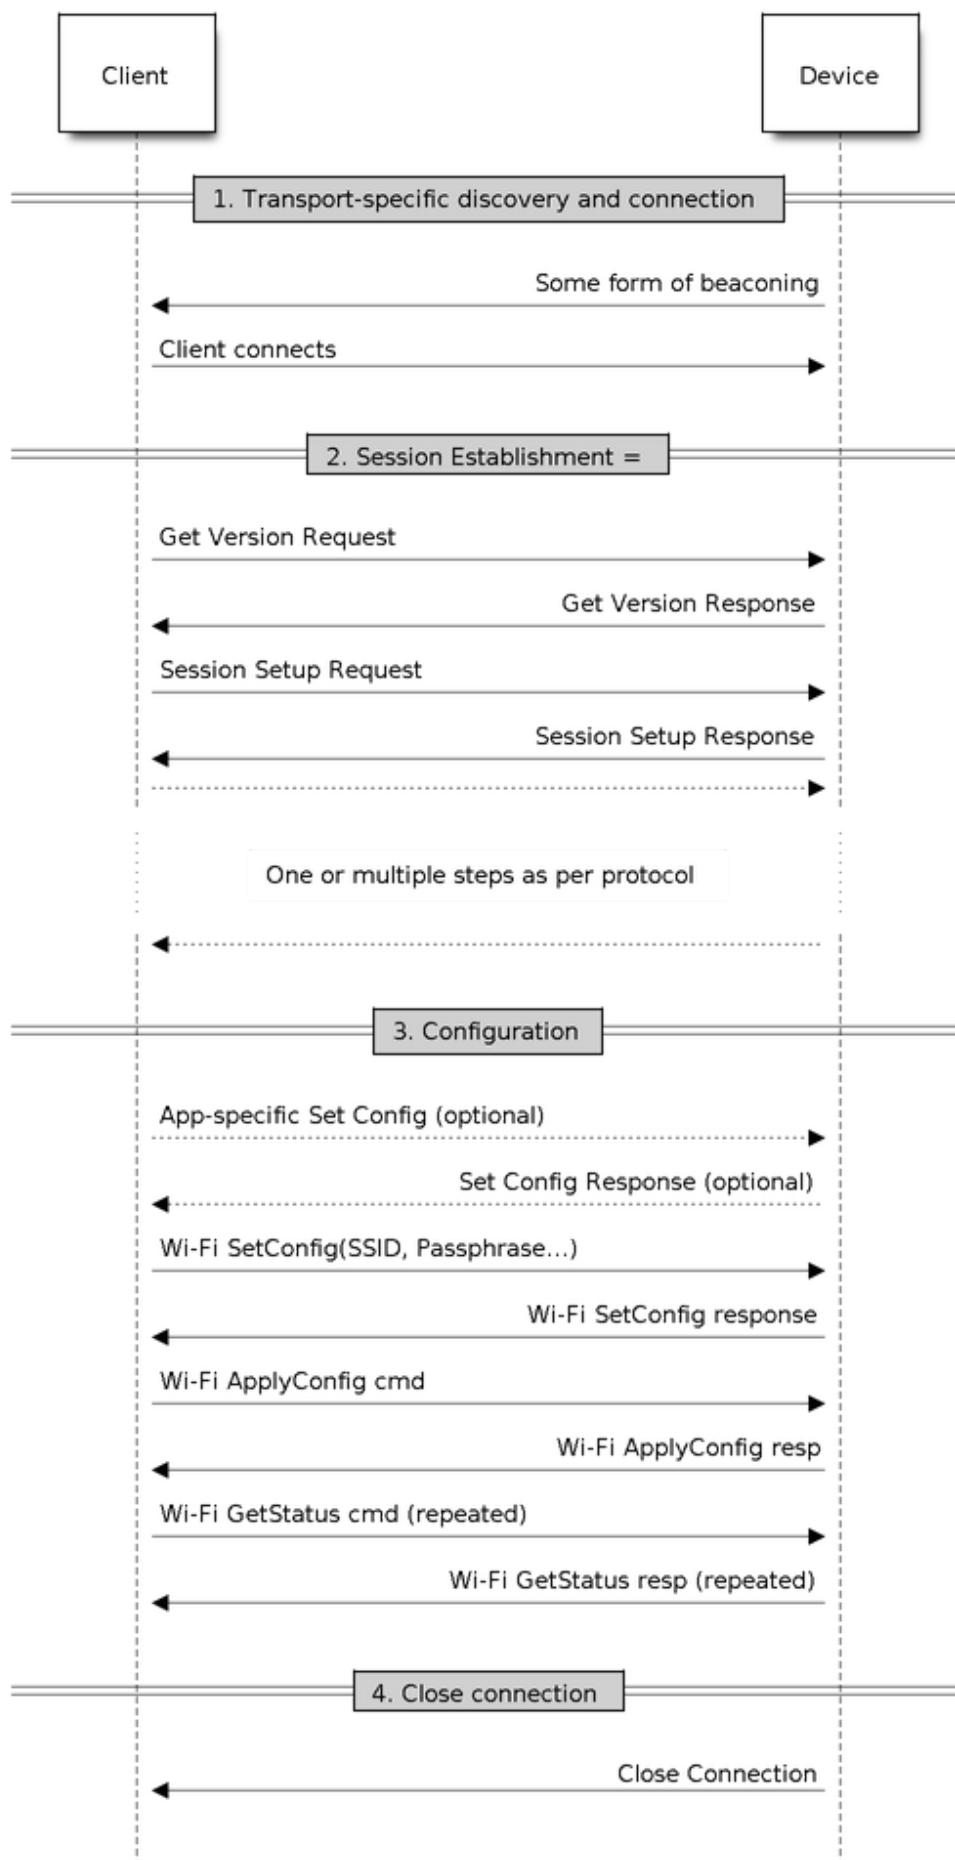 Client
Device
1. Transport-specific discovery and connection
Some form of beaconing
Client connects
2. Session Establishment =
Get Version Request
Get Version Response
Session Setup Request
Session Setup Response
One or multiple steps as per protocol
3. Configuration
App-specific Set Config (optional)
Set Config Response (optional)
Wi-Fi SetConfig(SSID, Passphrase...)
Wi-Fi SetConfig response
Wi-Fi ApplyConfig cmd
Wi-Fi ApplyConfig resp
Wi-Fi GetStatus cmd (repeated)
Wi-Fi GetStatus resp (repeated)
4. Close connection
Close Connection